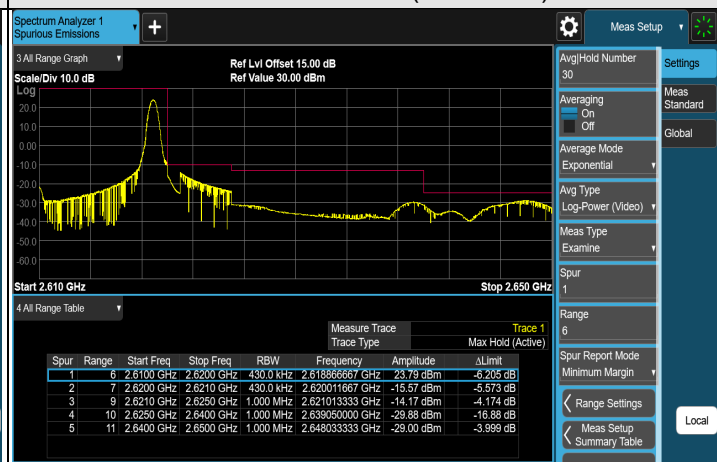 Spectrum Analyzer 1
Spurious Emissions
+
Meas Setup
3 All Range Graph
Scale/Div 10.0 dB
Ref Lvl Offset 15.00 dB
Ref Value 30.00 dBm
Log
20.0
10.0
0.00
-10.0
-20.0
-30.0
-40.0
-50.0
-60.0
Start 2.610 GHz
Stop 2.650 GHz
4 All Range Table
Measure Trace Trace 1
Trace Type Max Hold (Active)
Spur Range Start Freq Stop Freq RBW Frequency Amplitude ΔLimit
1 6 2.6100 GHz 2.6200 GHz 430.0 kHz 2.618866667 GHz 23.79 dBm -6.205 dB
2 7 2.6200 GHz 2.6210 GHz 430.0 kHz 2.620011667 GHz -15.57 dBm -5.573 dB
3 9 2.6210 GHz 2.6250 GHz 1.000 MHz 2.621013333 GHz -14.17 dBm -4.174 dB
4 10 2.6250 GHz 2.6400 GHz 1.000 MHz 2.639050000 GHz -29.88 dBm -16.88 dB
5 11 2.6400 GHz 2.6500 GHz 1.000 MHz 2.648033333 GHz -29.00 dBm -3.999 dB
Avg|Hold Number
30
Averaging
On
Off
Average Mode
Exponential
Avg Type
Log-Power (Video)
Meas Type
Examine
Spur
1
Range
6
Spur Report Mode
Minimum Margin
Range Settings
Meas Setup
Summary Table
Settings
Meas
Standard
Global
Local